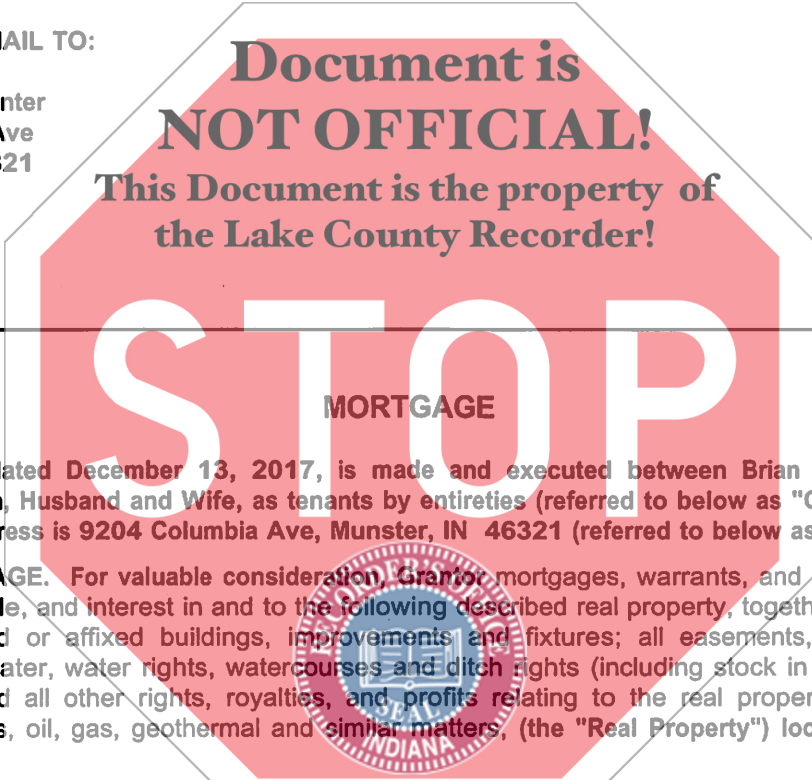 AIL TO:
nter
Ave
321
Document is
NOT OFFICIAL!
This Document is the property of
the Lake County Recorder!
STOP
MORTGAGE
ated December 13, 2017, is made and executed between Brian
, Husband and Wife, as tenants by entireties (referred to below as "G
ress is 9204 Columbia Ave, Munster, IN 46321 (referred to below as
AGE. For valuable consideration, Grantor mortgages, warrants, and
le, and interest in and to the following described real property, togeth
d or affixed buildings, improvements and fixtures; all easements,
ater, water rights, watercourses and ditch rights (including stock in
d all other rights, royalties, and profits relating to the real proper
s, oil, gas, geothermal and similar matters, (the "Real Property") loc
SEAL
INDIANA